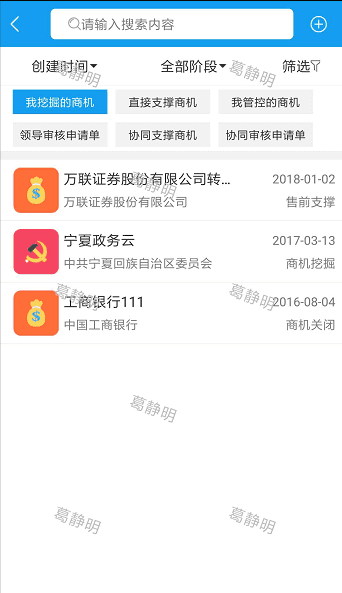 请输入搜索内容
创建时间 全部阶段 筛选
我挖掘的商机 直接支撑商机 我管控的商机
领导审核申请单 协同支撑商机 协同审核申请单
万联证券股份有限公司转... 2018-01-02
万联证券股份有限公司 售前支撑
宁夏政务云 2017-03-13
中共宁夏回族自治区委员会 商机挖掘
工商银行111 2016-08-04
中国工商银行 商机关闭
葛静明 葛静明
葛静明
葛静明 葛静明
葛静明
葛静明 葛静明